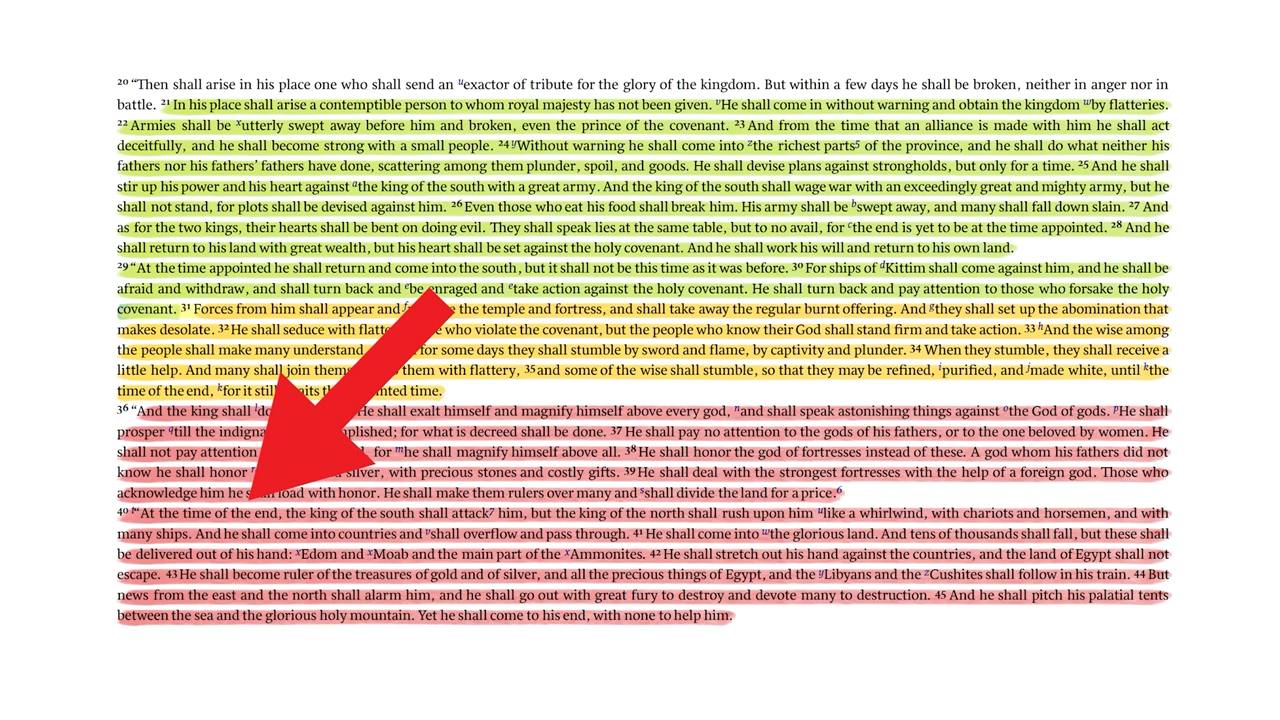 20 “Then shall arise in his place one who shall send an uexactor of tribute for the glory of the kingdom. But within a few days he shall be broken, neither in anger nor in
battle. 21 In his place shall arise a contemptible person to whom royal majesty has not been given. vHe shall come in without warning and obtain the kingdom wby flatteries.
22 Armies shall be xutterly swept away before him and broken, even the prince of the covenant. 23 And from the time that an alliance is made with him he shall act
deceitfully, and he shall become strong with a small people. 24 yWithout warning he shall come into zthe richest parts5 of the province, and he shall do what neither his
fathers nor his fathers’ fathers have done, scattering among them plunder, spoil, and goods. He shall devise plans against strongholds, but only for a time. 25 And he shall
stir up his power and his heart against athe king of the south with a great army. And the king of the south shall wage war with an exceedingly great and mighty army, but he
shall not stand, for plots shall be devised against him. 26 Even those who eat his food shall break him. His army shall be bswept away, and many shall fall down slain. 27 And
as for the two kings, their hearts shall be bent on doing evil. They shall speak lies at the same table, but to no avail, for cthe end is yet to be at the time appointed. 28 And he
shall return to his land with great wealth, but his heart shall be set against the holy covenant. And he shall work his will and return to his own land.
29 “At the time appointed he shall return and come into the south, but it shall not be this time as it was before. 30 For ships of dKittim shall come against him, and he shall be
afraid and withdraw, and shall turn back and ebe enraged and etake action against the holy covenant. He shall turn back and pay attention to those who forsake the holy
covenant. 31 Forces from him shall appear and the temple and fortress, and shall take away the regular burnt offering. And gthey shall set up the abomination that
makes desolate. 32 He shall seduce with who violate the covenant, but the people who know their God shall stand firm and take action. 33 hAnd the wise among
the people shall make many understand for some days they shall stumble by sword and flame, by captivity and plunder. 34 When they stumble, they shall receive a
little help. And many shall join them with flattery, 35 and some of the wise shall stumble, so that they may be refined, ipurified, and jmade white, until kthe
time of the end, kfor it still time.
36 “And the king shall He shall exalt himself and magnify himself above every god, nand shall speak astonishing things against othe God of gods. pHe shall
prosper qtill the for what is decreed shall be done. 37 He shall pay no attention to the gods of his fathers, or to the one beloved by women. He
shall not pay attention for mhe shall magnify himself above all. 38 He shall honor the god of fortresses instead of these. A god whom his fathers did not
know he shall honor silver, with precious stones and costly gifts. 39 He shall deal with the strongest fortresses with the help of a foreign god. Those who
acknowledge him he load with honor. He shall make them rulers over many and sshall divide the land for a price.6
40 t“At the time of the end, the king of the south shall attack7 him, but the king of the north shall rush upon him ulike a whirlwind, with chariots and horsemen, and with
many ships. And he shall come into countries and vshall overflow and pass through. 41 He shall come into wthe glorious land. And tens of thousands shall fall, but these shall
be delivered out of his hand: xEdom and xMoab and the main part of the xAmmonites. 42 He shall stretch out his hand against the countries, and the land of Egypt shall not
escape. 43 He shall become ruler of the treasures of gold and of silver, and all the precious things of Egypt, and the yLibyans and the zCushites shall follow in his train. 44 But
news from the east and the north shall alarm him, and he shall go out with great fury to destroy and devote many to destruction. 45 And he shall pitch his palatial tents
between the sea and the glorious holy mountain. Yet he shall come to his end, with none to help him.